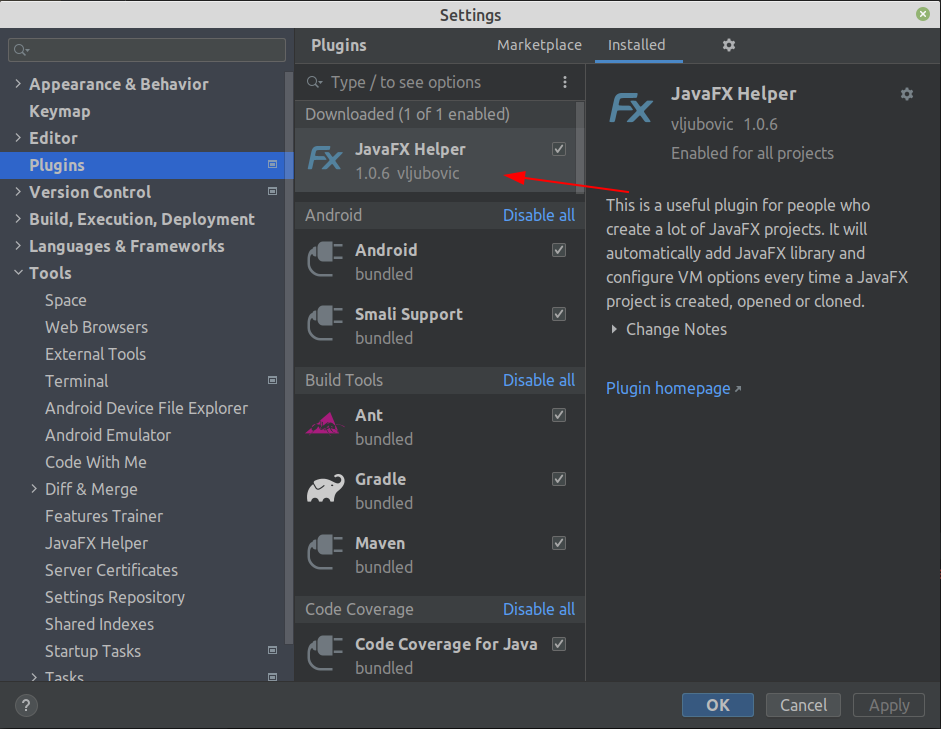 Settings
Appearance & Behavior
Keymap
Editor
Plugins
Version Control
Build, Execution, Deployment
Languages & Frameworks
Tools
Space
Web Browsers
External Tools
Terminal
Android Device File Explorer
Android Emulator
Code With Me
Diff & Merge
Features Trainer
JavaFX Helper
Server Certificates
Settings Repository
Shared Indexes
Startup Tasks
Tasks
Plugins
Marketplace
Installed
Type / to see options
Downloaded (1 of 1 enabled)
Fx
JavaFX Helper
1.0.6 vljubovic
Android
Disable all
Android
bundled
Smali Support
bundled
Build Tools
Disable all
Ant
bundled
Gradle
bundled
Maven
bundled
Code Coverage
Disable all
Code Coverage for Java
bundled
Fx
JavaFX Helper
vljubovic 1.0.6
Enabled for all projects
This is a useful plugin for people who
create a lot of JavaFX projects. It will
automatically add JavaFX library and
configure VM options every time a JavaFX
project is created, opened or cloned.
Change Notes
Plugin homepage
?
OK
Cancel
Apply